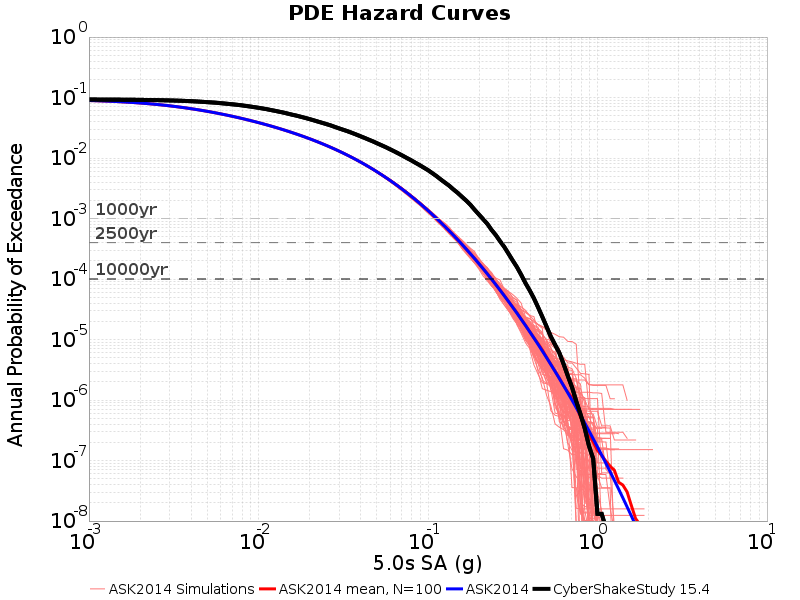 PDE Hazard Curves
Annual Probability of Exceedance
10^0
10^-1
10^-2
10^-3
10^-4
10^-5
10^-6
10^-7
10^-8
1000yr
2500yr
10000yr
10^-3 10^-2 10^-1 10^0 10^1
5.0s SA (g)
ASK2014 Simulations ASK2014 mean, N=100 ASK2014 CyberShakeStudy 15.4